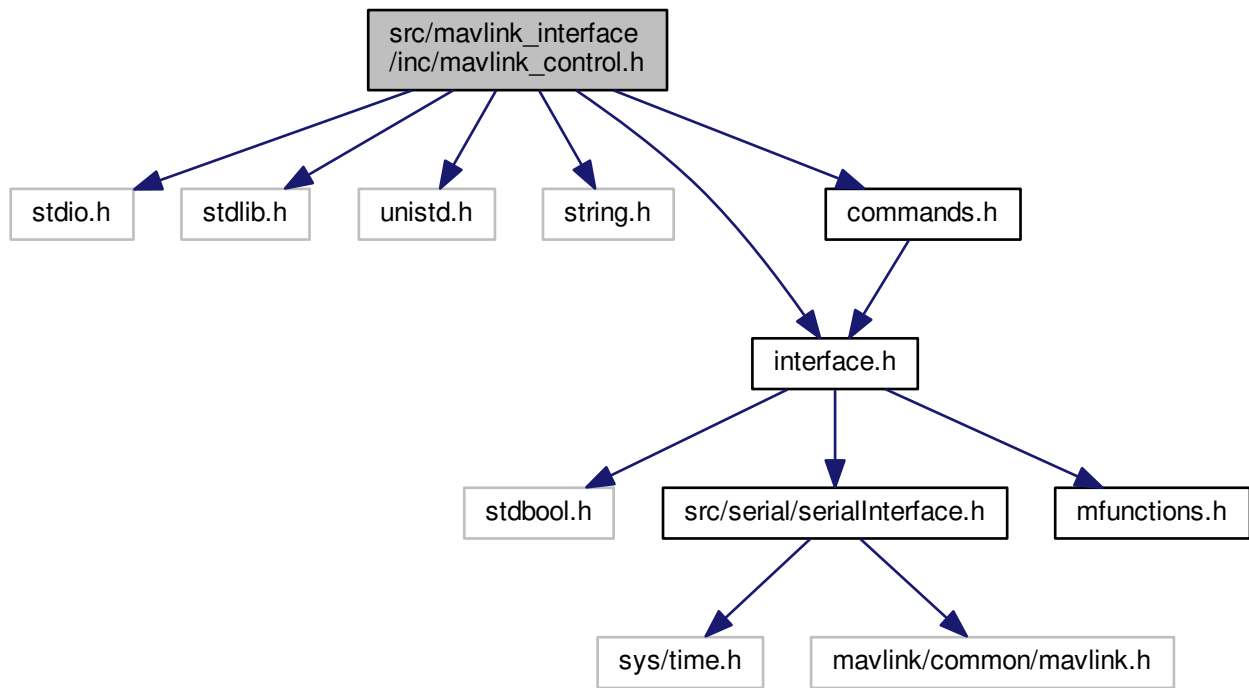 src/mavlink_interface
/inc/mavlink_control.h
stdio.h
stdlib.h
unistd.h
string.h
commands.h
interface.h
stdbool.h
src/serial/serialInterface.h
mfunctions.h
sys/time.h
mavlink/common/mavlink.h